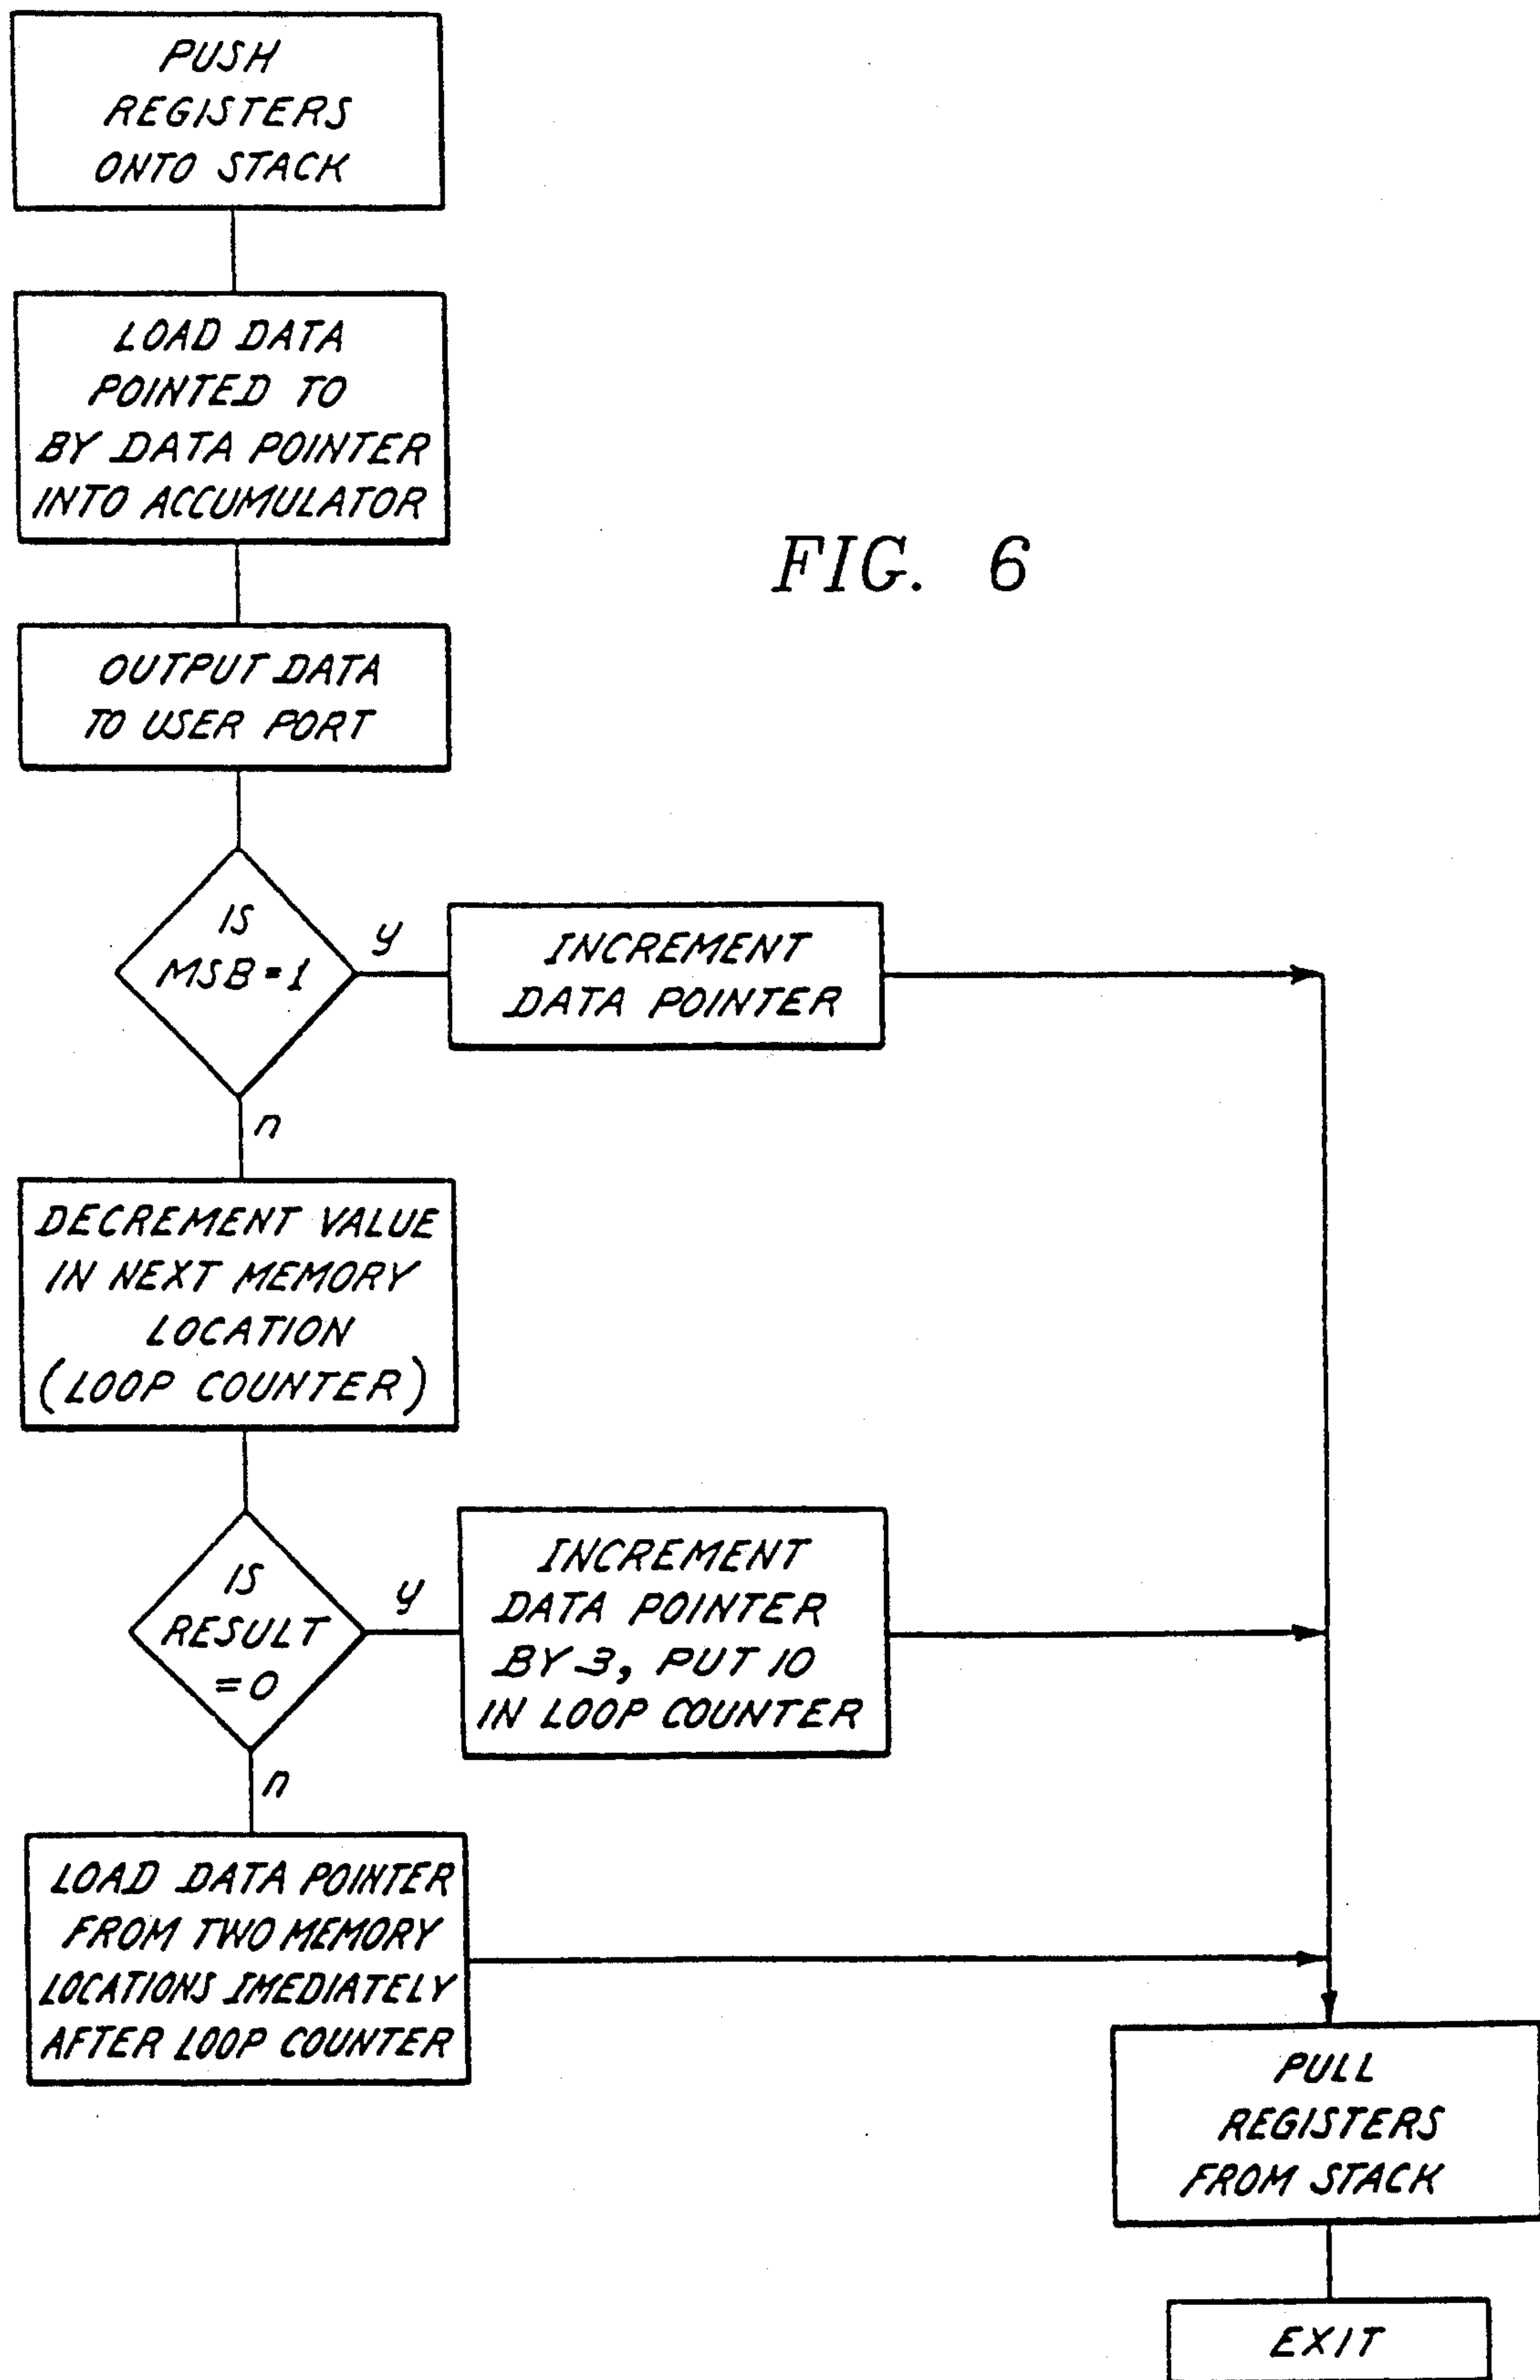 PUSH
REGISTERS
ONTO STACK
LOAD DATA
POINTED TO
BY DATA POINTER
INTO ACCUMULATOR
FIG. 6
OUTPUT DATA
TO USER PORT
IS
MSB=1
y
INCREMENT
DATA POINTER
n
DECREMENT VALUE
IN NEXT MEMORY
LOCATION
(LOOP COUNTER)
IS
RESULT
=0
y
INCREMENT
DATA POINTER
BY 3, PUT 10
IN LOOP COUNTER
n
LOAD DATA POINTER
FROM TWO MEMORY
LOCATIONS IMEDIATELY
AFTER LOOP COUNTER
PULL
REGISTERS
FROM STACK
EXIT